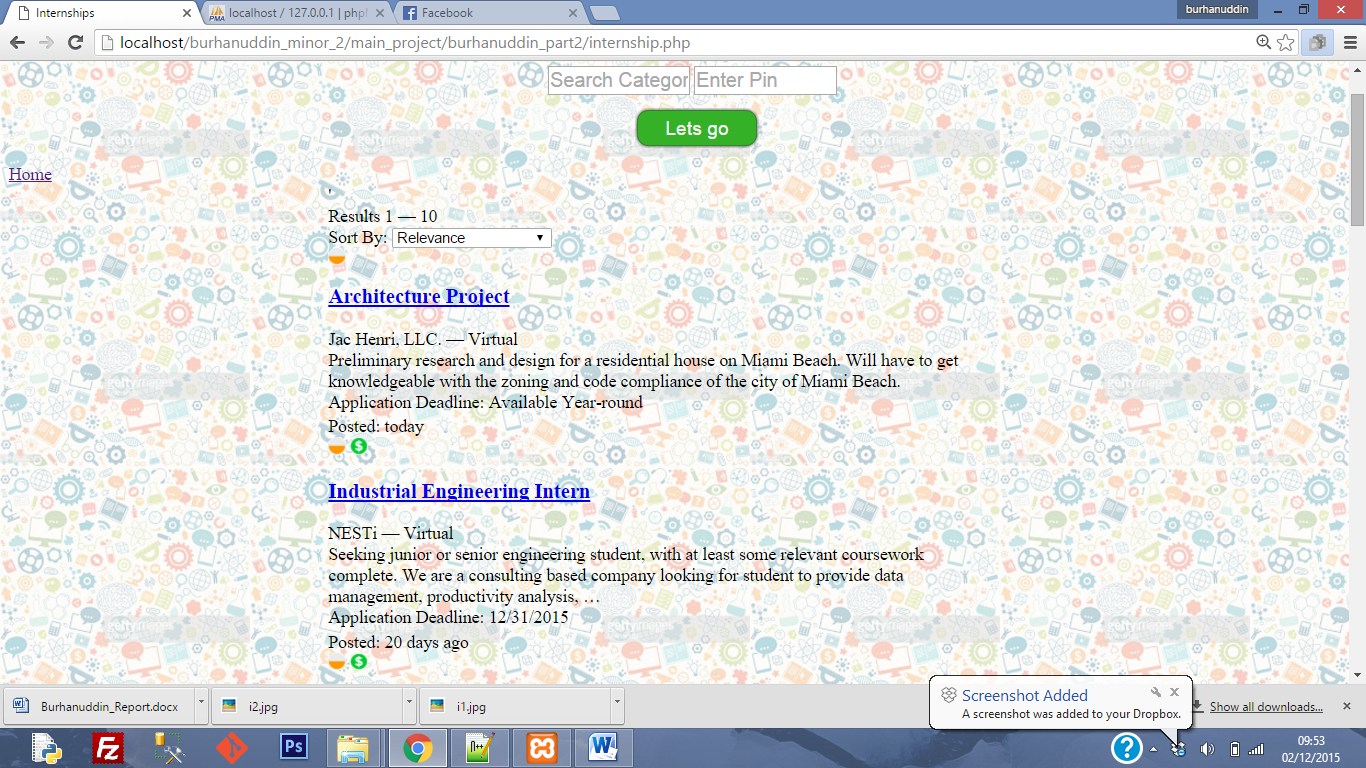 Internships
localhost / 127.0.0.1 | php
Facebook
burhanuddin
localhost/burhanuddin_minor_2/main_project/burhanuddin_part2/internship.php
Search Categor
Enter Pin
Lets go
Home
,
Results 1 — 10
Sort By: Relevance
Architecture Project
Jac Henri, LLC. — Virtual
Preliminary research and design for a residential house on Miami Beach. Will have to get
knowledgeable with the zoning and code compliance of the city of Miami Beach.
Application Deadline: Available Year-round
Posted: today
$
Industrial Engineering Intern
NESTi — Virtual
Seeking junior or senior engineering student, with at least some relevant coursework
complete. We are a consulting based company looking for student to provide data
management, productivity analysis, …
Application Deadline: 12/31/2015
Posted: 20 days ago
$
Burhanuddin_Report.docx
i2.jpg
i1.jpg
Screenshot Added
A screenshot was added to your Dropbox.
Show all downloads...
Fz
Ps
09:53
02/12/2015